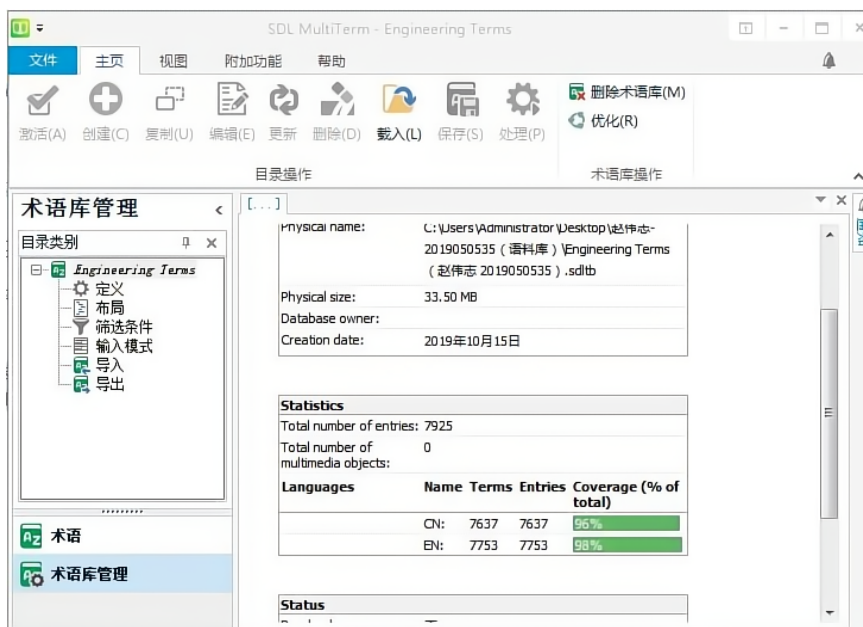 SDL MultiTerm - Engineering Terms
文件 主页 视图 附加功能 帮助
激活(A) 创建(C) 复制(U) 编辑(E) 更新 删除(D) 载入(L) 保存(S) 处理(P)
删除术语库(M)
优化(R)
目录操作 术语库操作
术语库管理
[...]
目录类别
Engineering Terms
定义
布局
筛选条件
输入模式
导入
导出
术语
术语库管理
Physical name: C:\Users\Administrator\Desktop\赵伟志-
2019050535（语料库）\Engineering Terms
（赵伟志 2019050535）.sdltb
Physical size: 33.50 MB
Database owner:
Creation date: 2019年10月15日
Statistics
Total number of entries: 7925
Total number of 0
multimedia objects:
Languages Name Terms Entries Coverage (% of
total)
CN: 7637 7637 96%
EN: 7753 7753 98%
Status